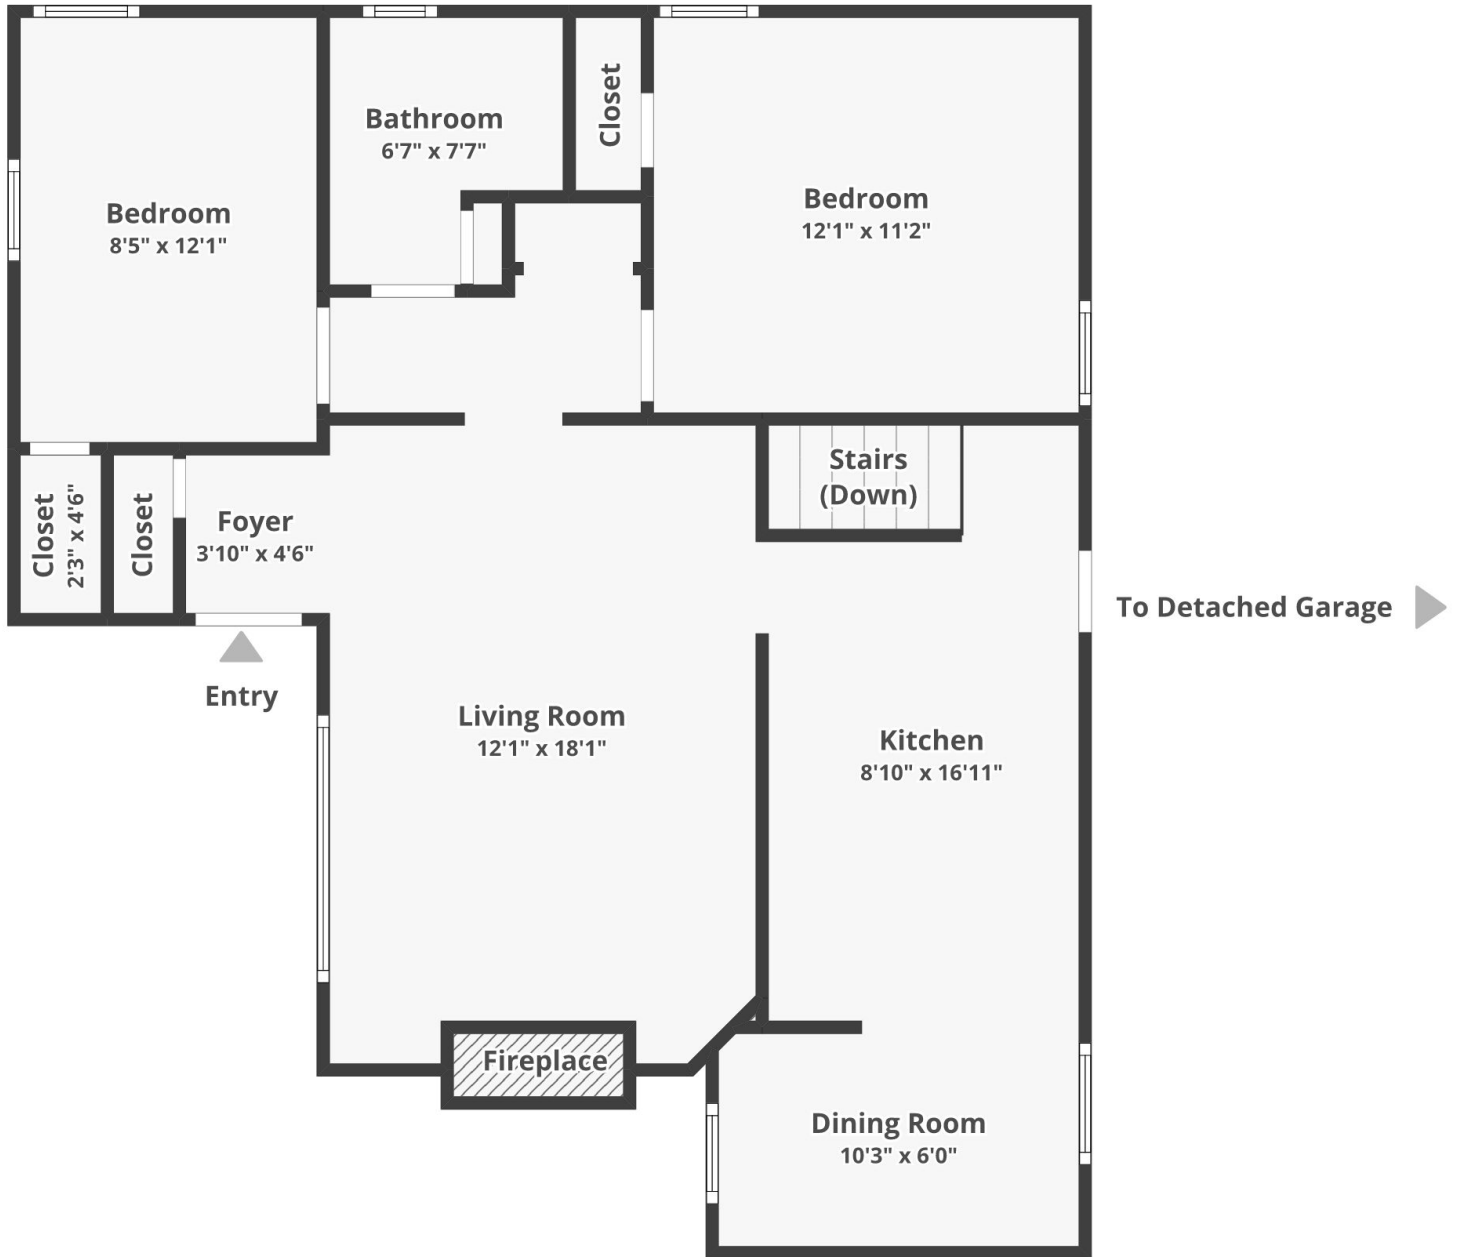 Bathroom
6'7" x 7'7"
Closet
Bedroom
8'5" x 12'1"
Bedroom
12'1" x 11'2"
Stairs
(Down)
Closet
2'3" x 4'6"
Closet
Foyer
3'10" x 4'6"
To Detached Garage
Entry
Living Room
12'1" x 18'1"
Kitchen
8'10" x 16'11"
Fireplace
Dining Room
10'3" x 6'0"